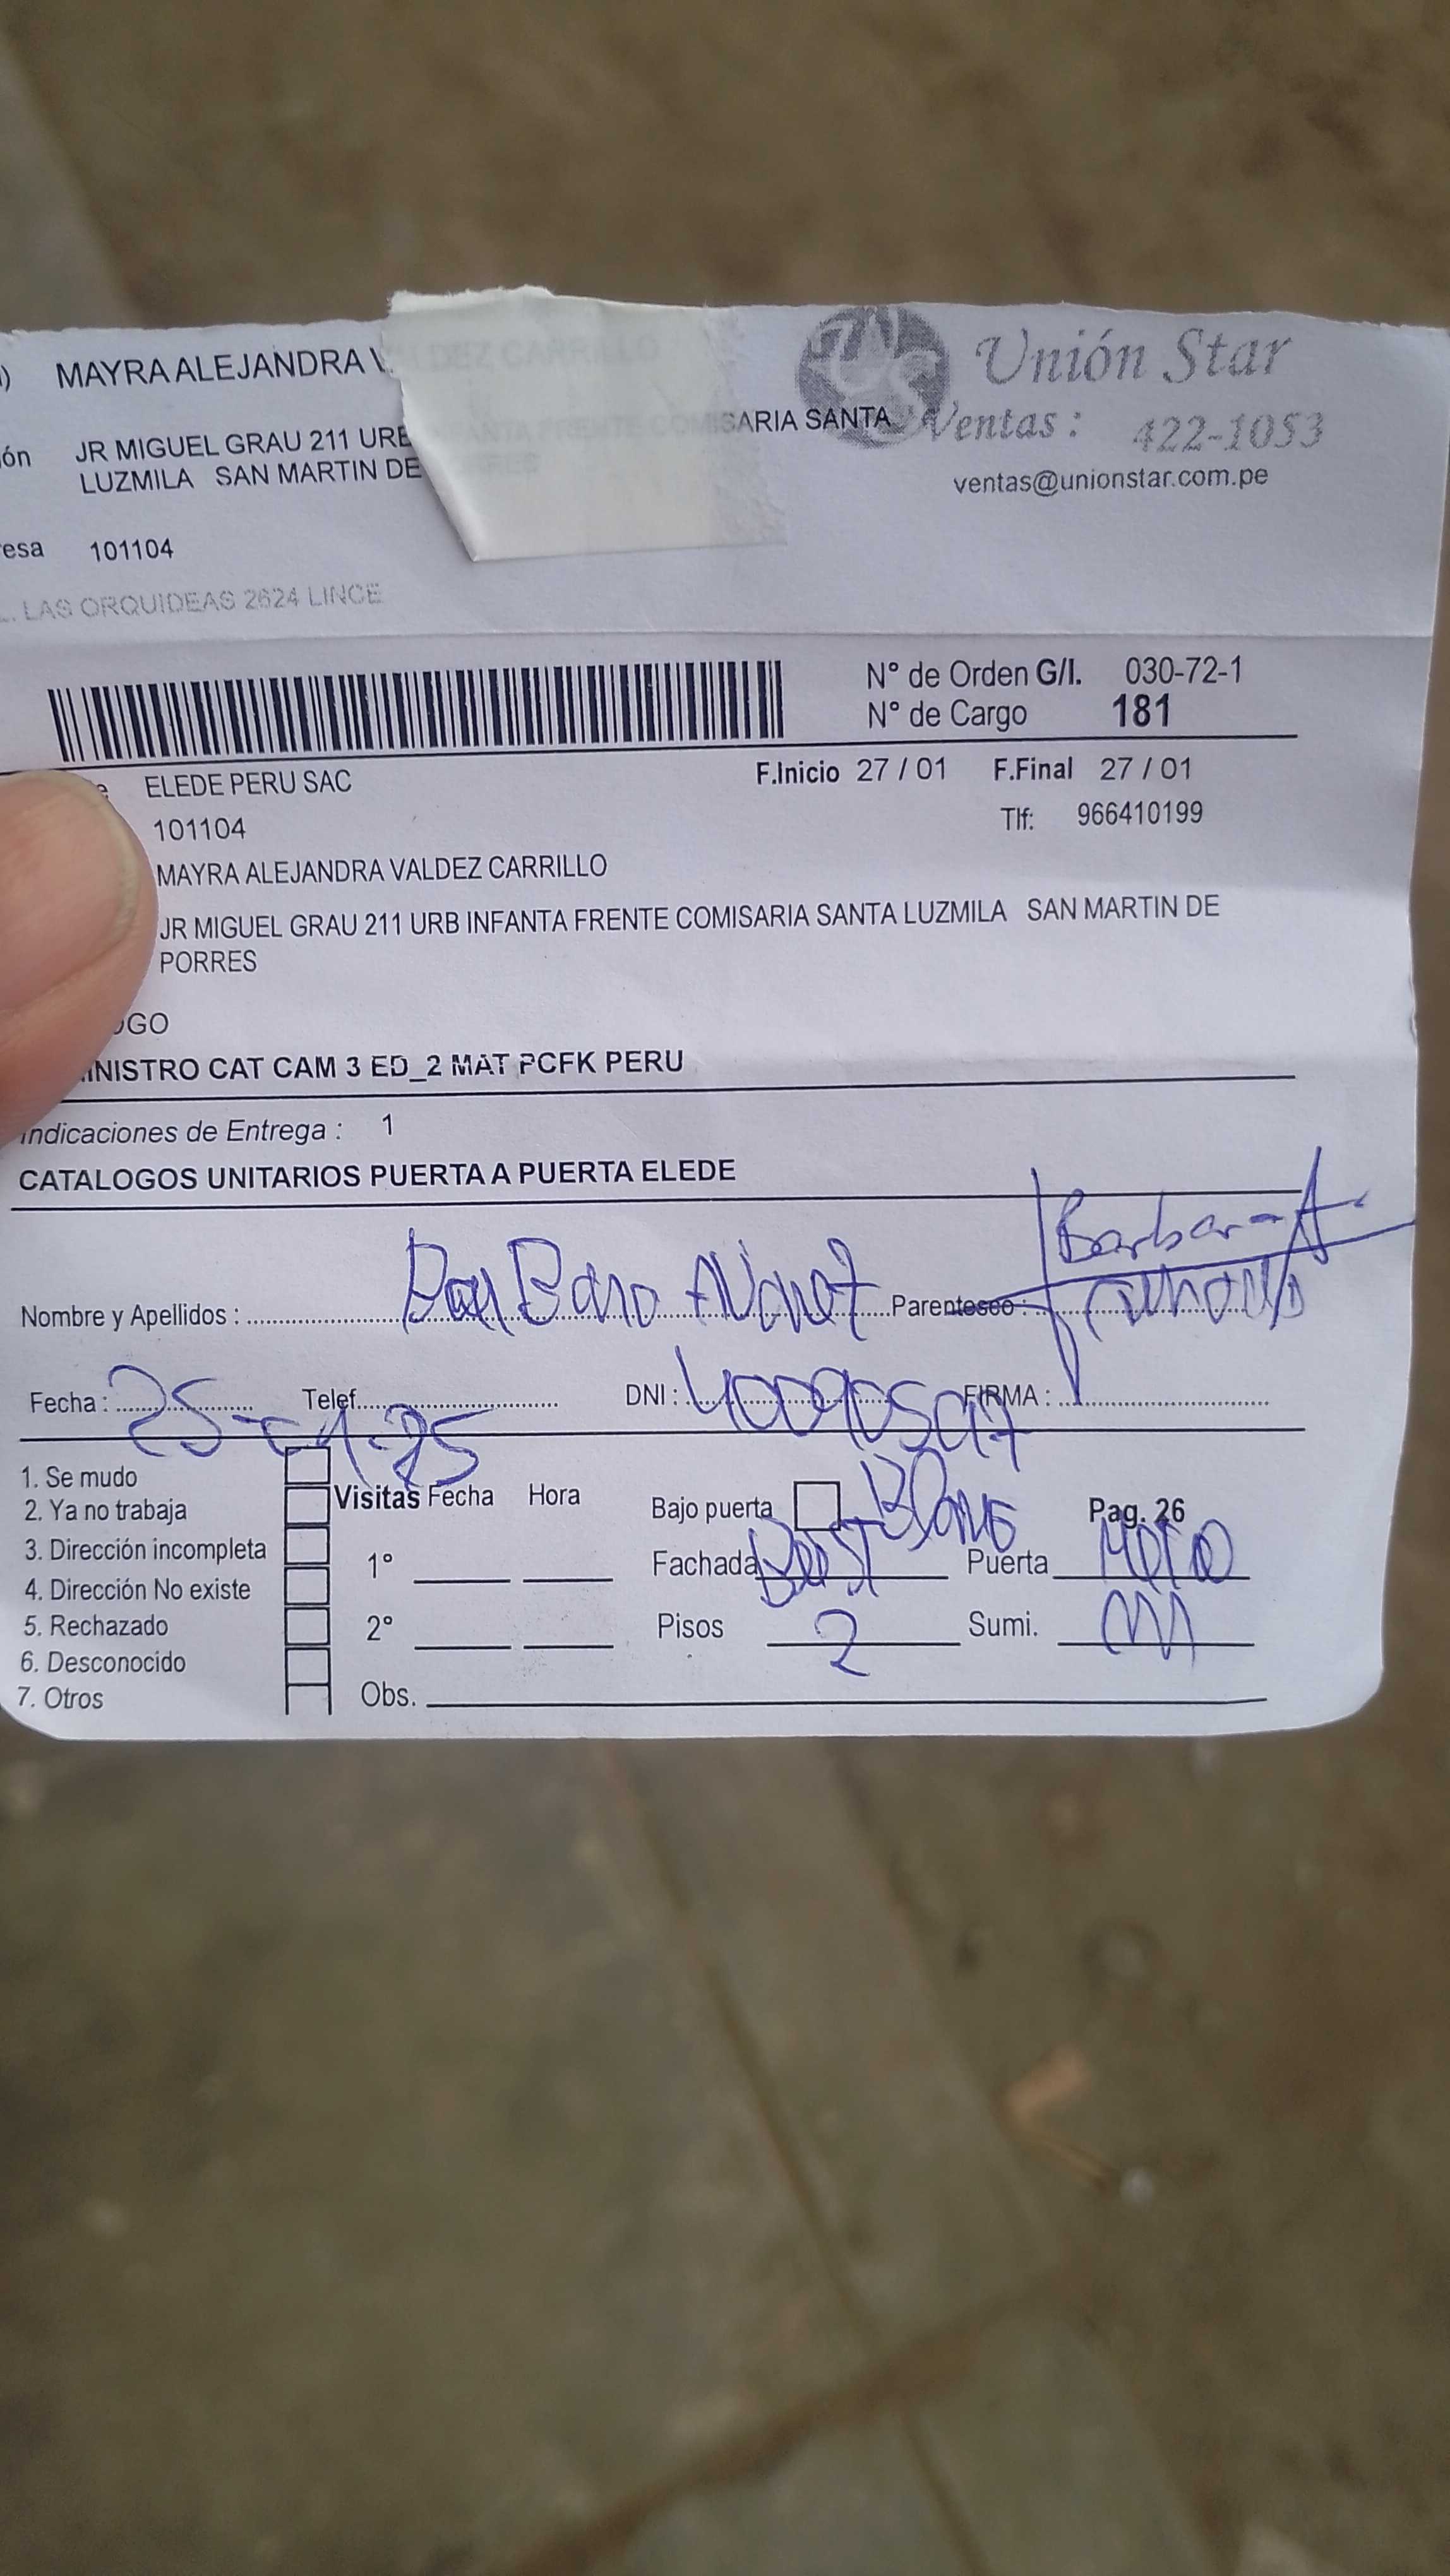 MAYRA ALEJANDRA V
Unión Star
JR MIGUEL GRAU 211 URB SARIA SANTA
Ventas : 422-1053
LUZMILA SAN MARTIN DE
ventas@unionstar.com.pe
esa 101104
LAS ORQUIDEAS 2624 LINCE
N° de Orden G/I. 030-72-1
N° de Cargo 181
ELEDE PERU SAC F.Inicio 27 / 01 F.Final 27 / 01
101104 Tlf: 966410199
MAYRA ALEJANDRA VALDEZ CARRILLO
JR MIGUEL GRAU 211 URB INFANTA FRENTE COMISARIA SANTA LUZMILA SAN MARTIN DE
PORRES
OGO
INISTRO CAT CAM 3 ED_2 MAT PCFK PERU
Indicaciones de Entrega : 1
CATALOGOS UNITARIOS PUERTA A PUERTA ELEDE
Nombre y Apellidos : Parentesco :
Fecha : Telef. DNI : FIRMA :
1. Se mudo
2. Ya no trabaja Visitas Fecha Hora Bajo puerta Pag. 26
3. Dirección incompleta 1° Fachada Puerta
4. Dirección No existe
5. Rechazado 2° Pisos 2 Sumi.
6. Desconocido
7. Otros Obs.